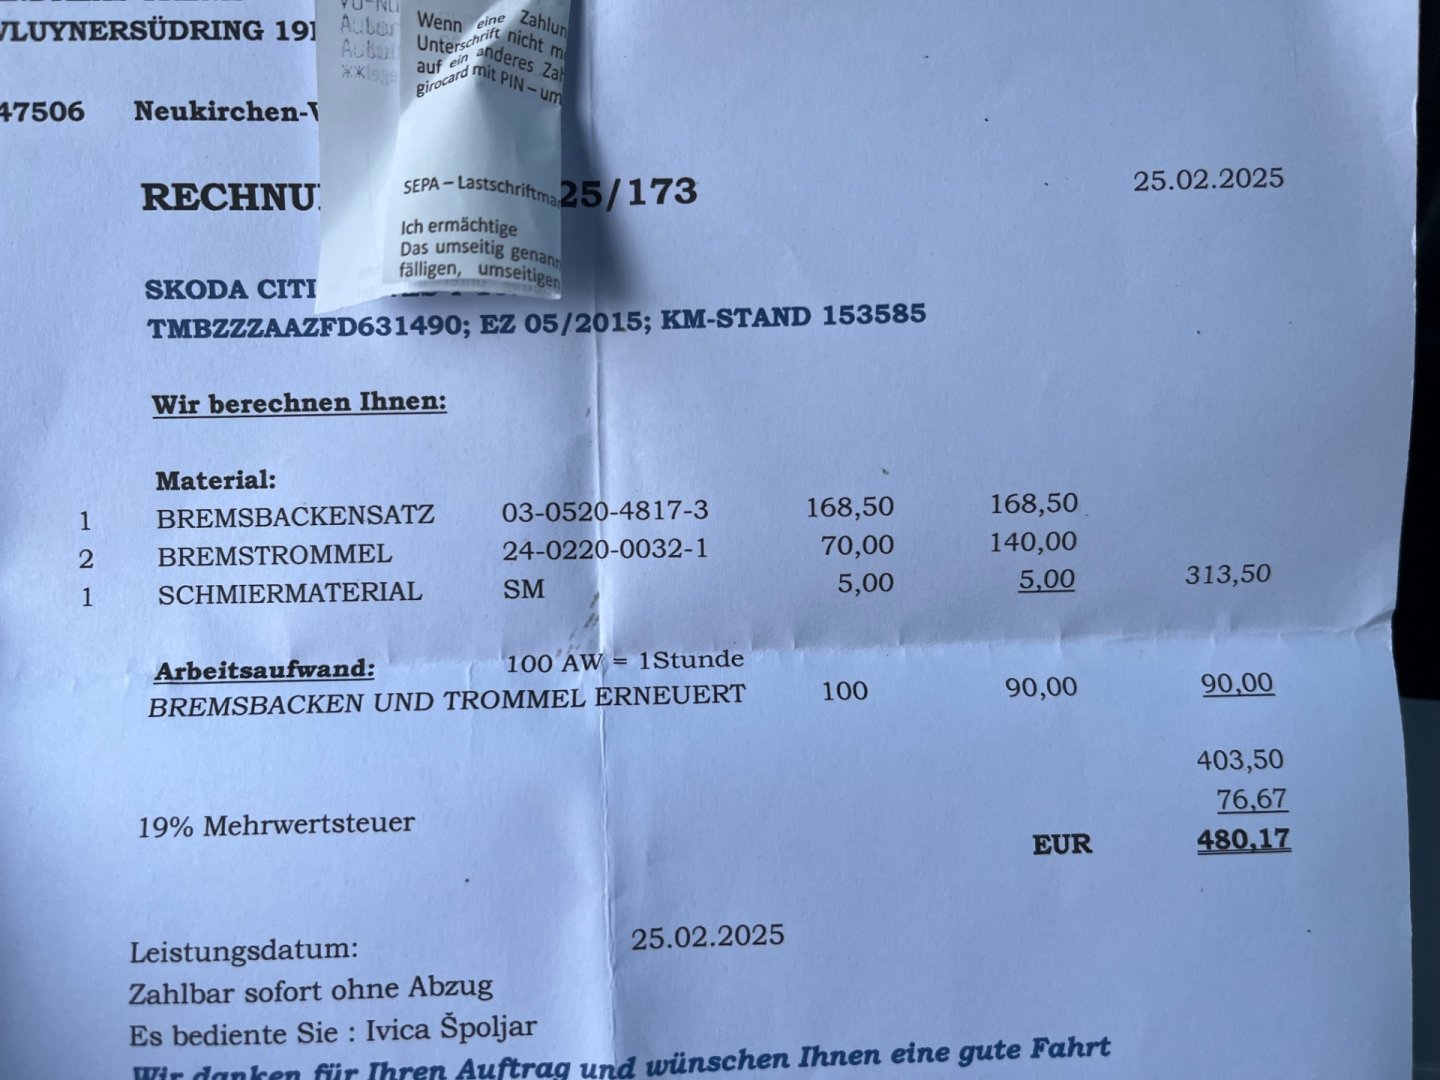 VLUYNERSÜDRING
47506 Neukirchen-
Wenn eine
Unterschrift nicht
auf ein anderes
girocard mit PIN – um
SEPA – Lastschriftma
Ich ermächtige
Das umseitig genann
fälligen, umseitigen
RECHNU 25/173
25.02.2025
SKODA CITI
TMBZZZAAZFD631490; EZ 05/2015; KM-STAND 153585
Wir berechnen Ihnen:
Material:
1 BREMSBACKENSATZ 03-0520-4817-3 168,50 168,50
2 BREMSTROMMEL 24-0220-0032-1 70,00 140,00
1 SCHMIERMATERIAL SM 5,00 5,00 313,50
Arbeitsaufwand: 100 AW = 1Stunde
BREMSBACKEN UND TROMMEL ERNEUERT 100 90,00 90,00
403,50
19% Mehrwertsteuer 76,67
EUR 480,17
Leistungsdatum: 25.02.2025
Zahlbar sofort ohne Abzug
Es bediente Sie : Ivica Špoljar
Wir danken für Ihren Auftrag und wünschen Ihnen eine gute Fahrt